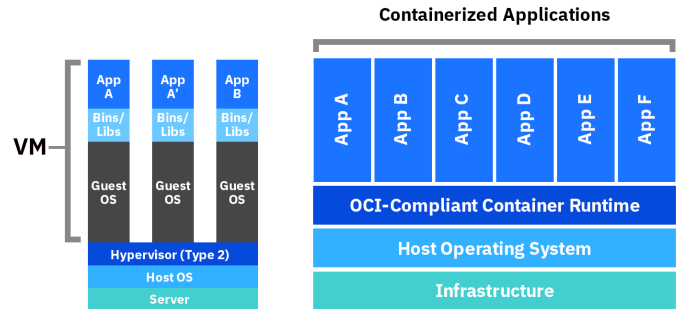 Containerized Applications
VM
App
A
App
A’
App
B
Bins/
Libs
Bins/
Libs
Bins/
Libs
Guest
OS
Guest
OS
Guest
OS
Hypervisor (Type 2)
Host OS
Server
App A
App B
App C
App D
App E
App F
OCI-Compliant Container Runtime
Host Operating System
Infrastructure